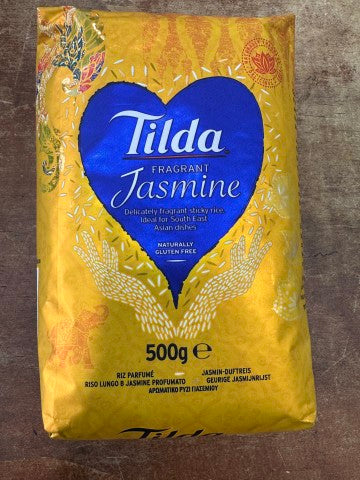 Tilda
FRAGRANT
Jasmine
Delicately fragrant sticky rice.
Ideal for South East
Asian dishes
NATURALLY
GLUTEN FREE
500g ℮
RIZ PARFUMÉ
JASMIN-DUFTREIS
RISO LUNGO B JASMINE PROFUMATO
GEURIGE JASMIJNRIJST
ΑΡΩΜΑΤΙΚΟ ΡΥΖΙ ΓΙΑΣΕΜΙΟΥ
Tilda